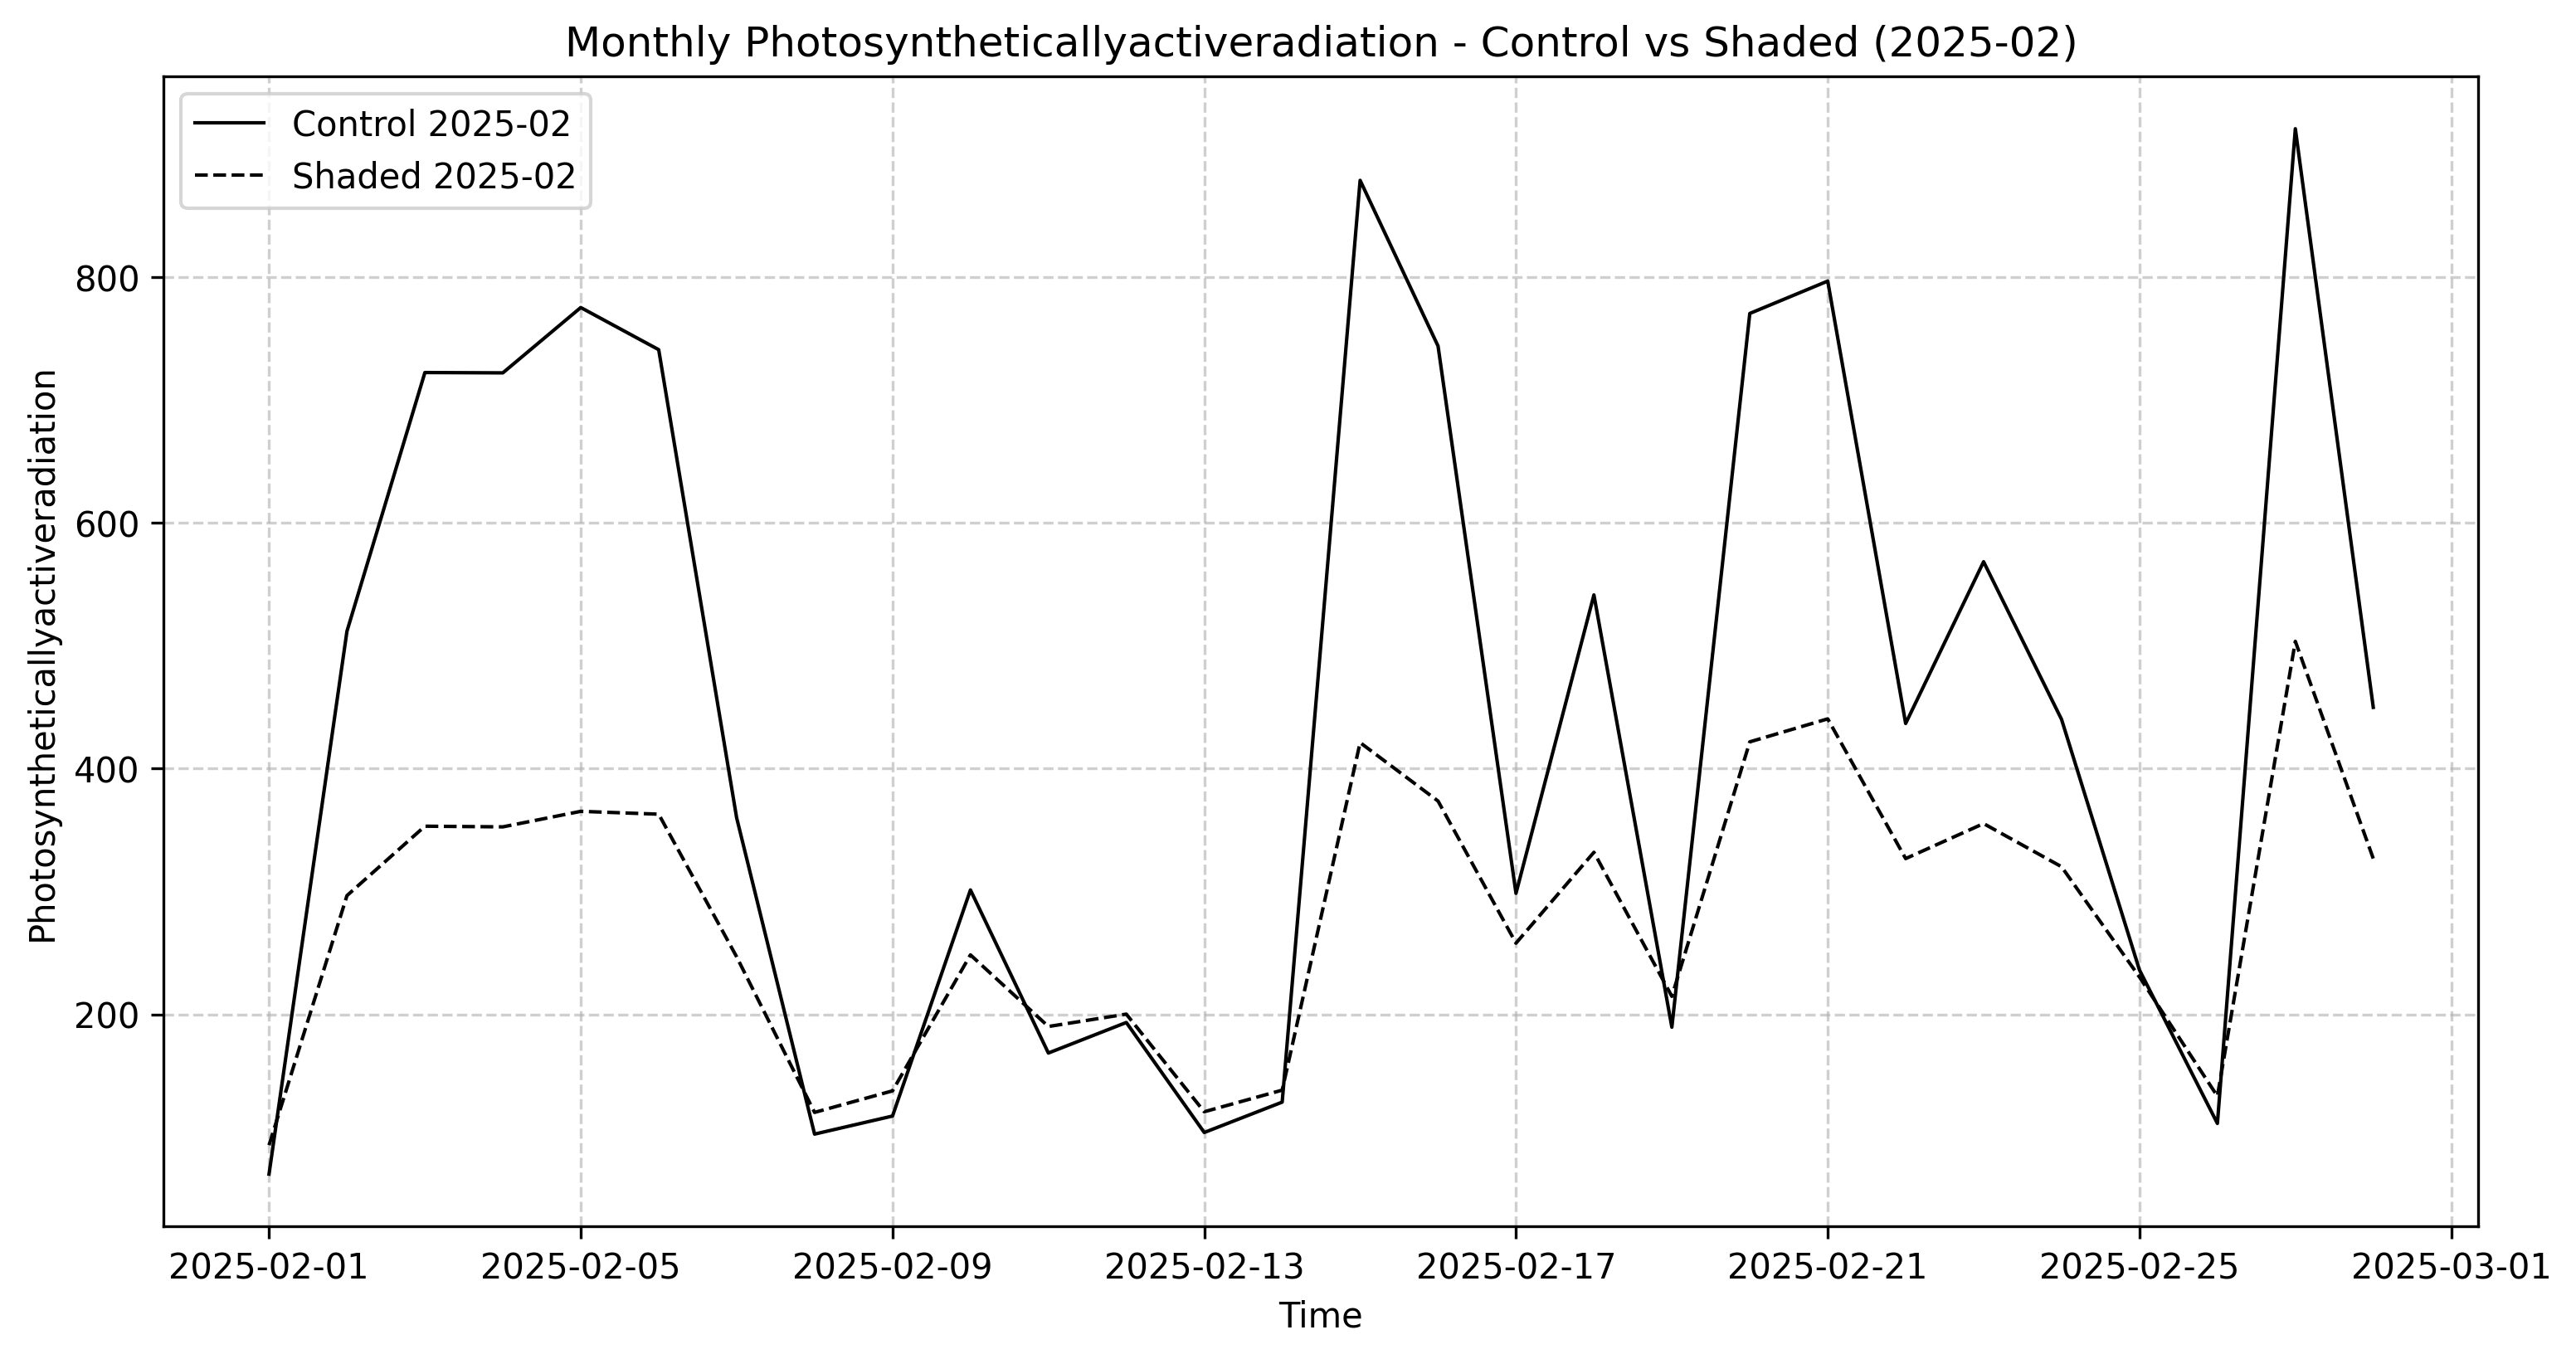 Monthly Photosyntheticallyactiveradiation - Control vs Shaded (2025-02)
Control 2025-02
Shaded 2025-02
Photosyntheticallyactiveradiation
800
600
400
200
2025-02-01 2025-02-05 2025-02-09 2025-02-13 2025-02-17 2025-02-21 2025-02-25 2025-03-01
Time